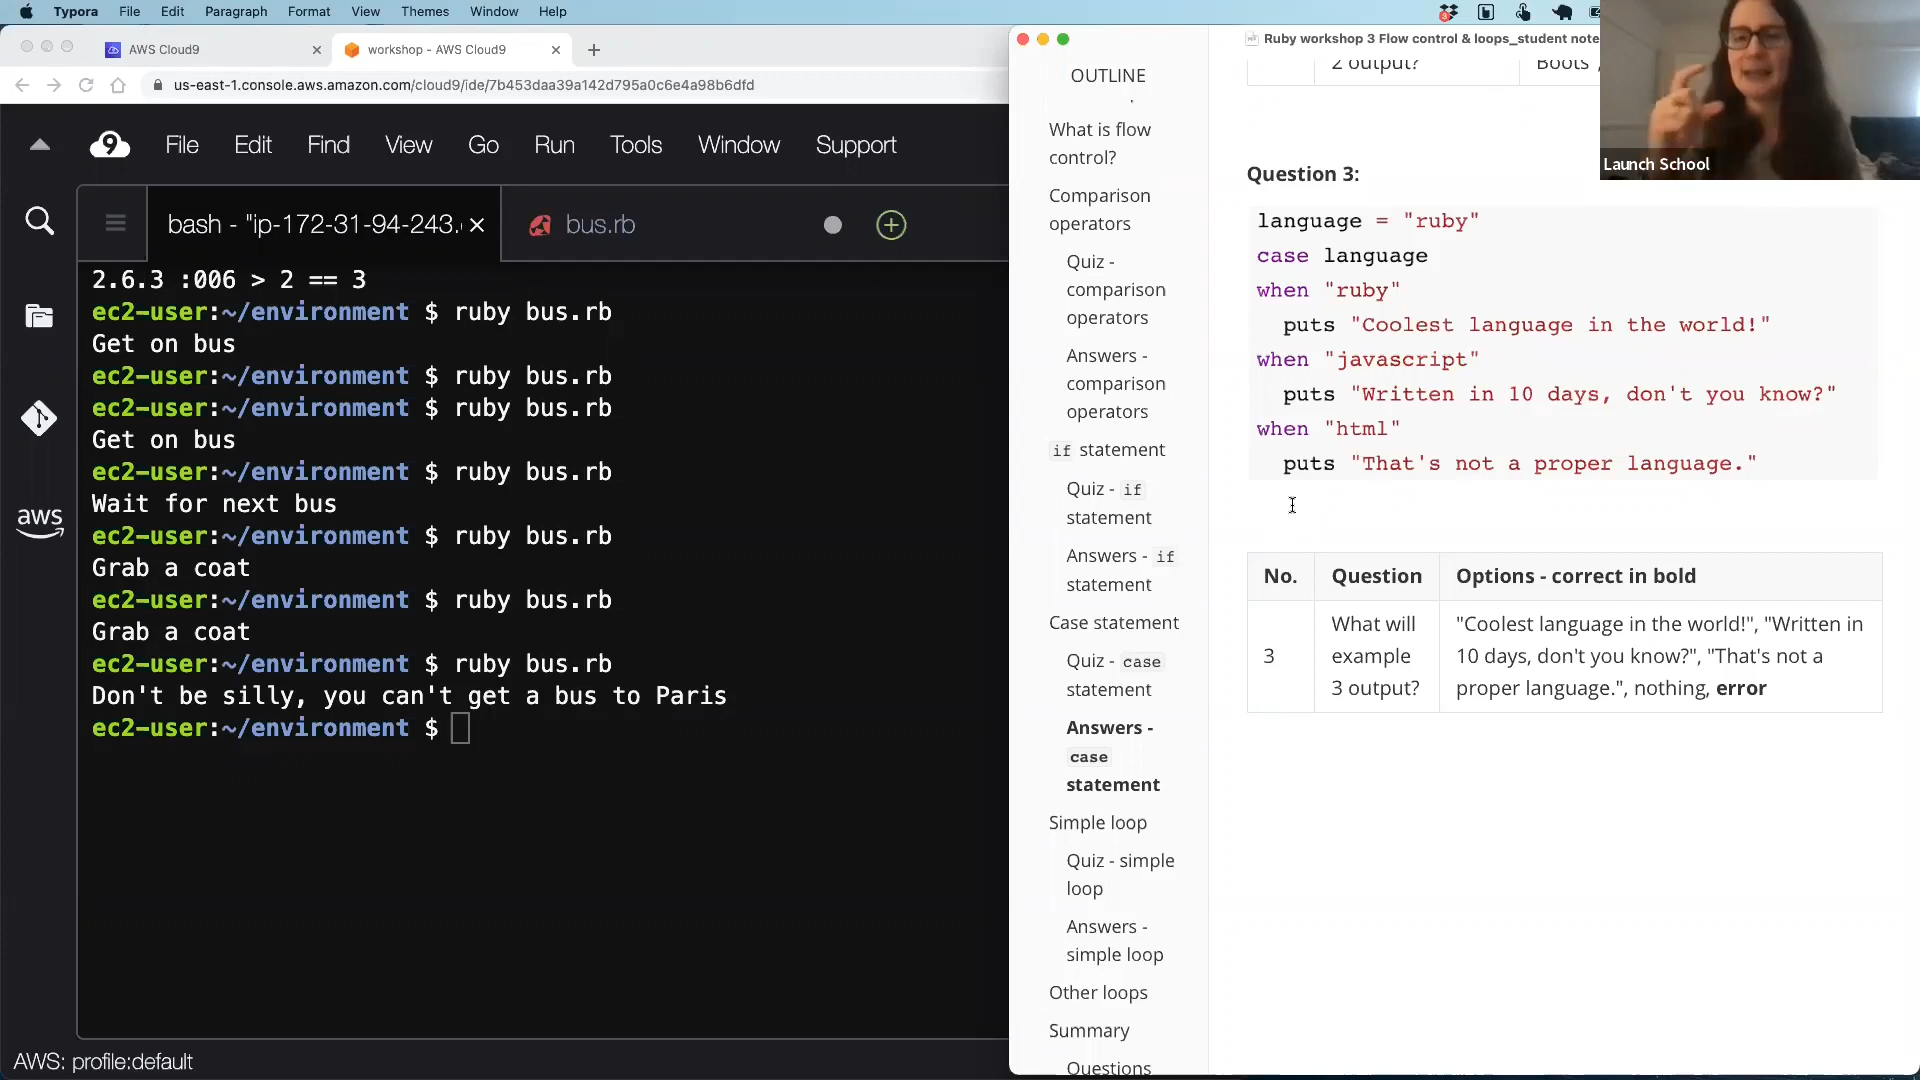 Typora File Edit Paragraph Format View Themes Window Help
AWS Cloud9
workshop - AWS Cloud9
us-east-1.console.aws.amazon.com/cloud9/ide/7b453daa39a142d795a0c6e4a98b6dfd
9 File Edit Find View Go Run Tools Window Support
bash - "ip-172-31-94-243.
bus.rb
2.6.3 :006 > 2 == 3
ec2-user:~/environment $ ruby bus.rb
Get on bus
ec2-user:~/environment $ ruby bus.rb
ec2-user:~/environment $ ruby bus.rb
Get on bus
ec2-user:~/environment $ ruby bus.rb
Wait for next bus
ec2-user:~/environment $ ruby bus.rb
Grab a coat
ec2-user:~/environment $ ruby bus.rb
Grab a coat
ec2-user:~/environment $ ruby bus.rb
Don't be silly, you can't get a bus to Paris
ec2-user:~/environment $
aws
AWS: profile:default
Ruby workshop 3 Flow control & loops_student note
OUTLINE
What is flow
control?
Comparison
operators
Quiz -
comparison
operators
Answers -
comparison
operators
if statement
Quiz - if
statement
Answers - if
statement
Case statement
Quiz - case
statement
Answers -
case
statement
Simple loop
Quiz - simple
loop
Answers -
simple loop
Other loops
Summary
Questions
2 output?
Boots
Launch School
Question 3:
language = "ruby"
case language
when "ruby"
puts "Coolest language in the world!"
when "javascript"
puts "Written in 10 days, don't you know?"
when "html"
puts "That's not a proper language."
No. Question Options - correct in bold
3
What will
example
3 output?
"Coolest language in the world!", "Written in
10 days, don't you know?", "That's not a
proper language.", nothing, error